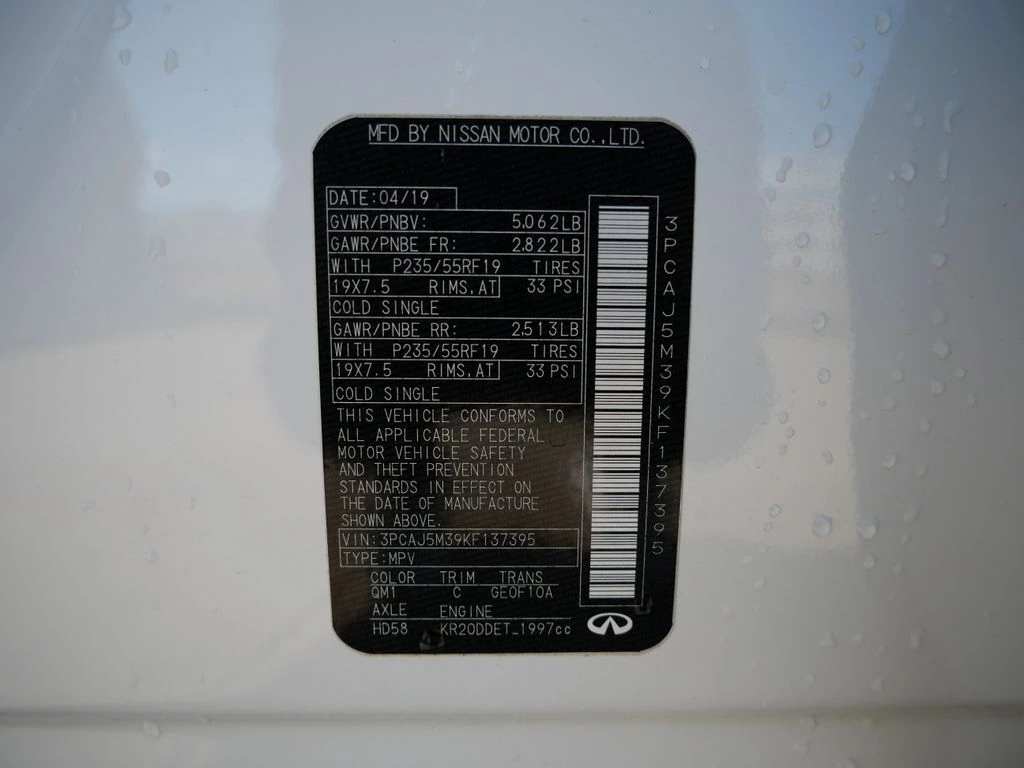 MFD BY NISSAN MOTOR CO.,LTD.
DATE:04/19
GVWR/PNBV: 5,062LB
GAWR/PNBE FR: 2,822LB
WITH P235/55RF19 TIRES
19X7.5 RIMS,AT 33 PSI
COLD SINGLE
GAWR/PNBE RR: 2,513LB
WITH P235/55RF19 TIRES
19X7.5 RIMS,AT 33 PSI
COLD SINGLE
THIS VEHICLE CONFORMS TO
ALL APPLICABLE FEDERAL
MOTOR VEHICLE SAFETY
AND THEFT PREVENTION
STANDARDS IN EFFECT ON
THE DATE OF MANUFACTURE
SHOWN ABOVE.
VIN:3PCAJ5M39KF137395
TYPE:MPV
COLOR TRIM TRANS
QM1 C GE0F10A
AXLE ENGINE
HD58 KR20DDET_1997cc
3PCAJ5M39KF137395